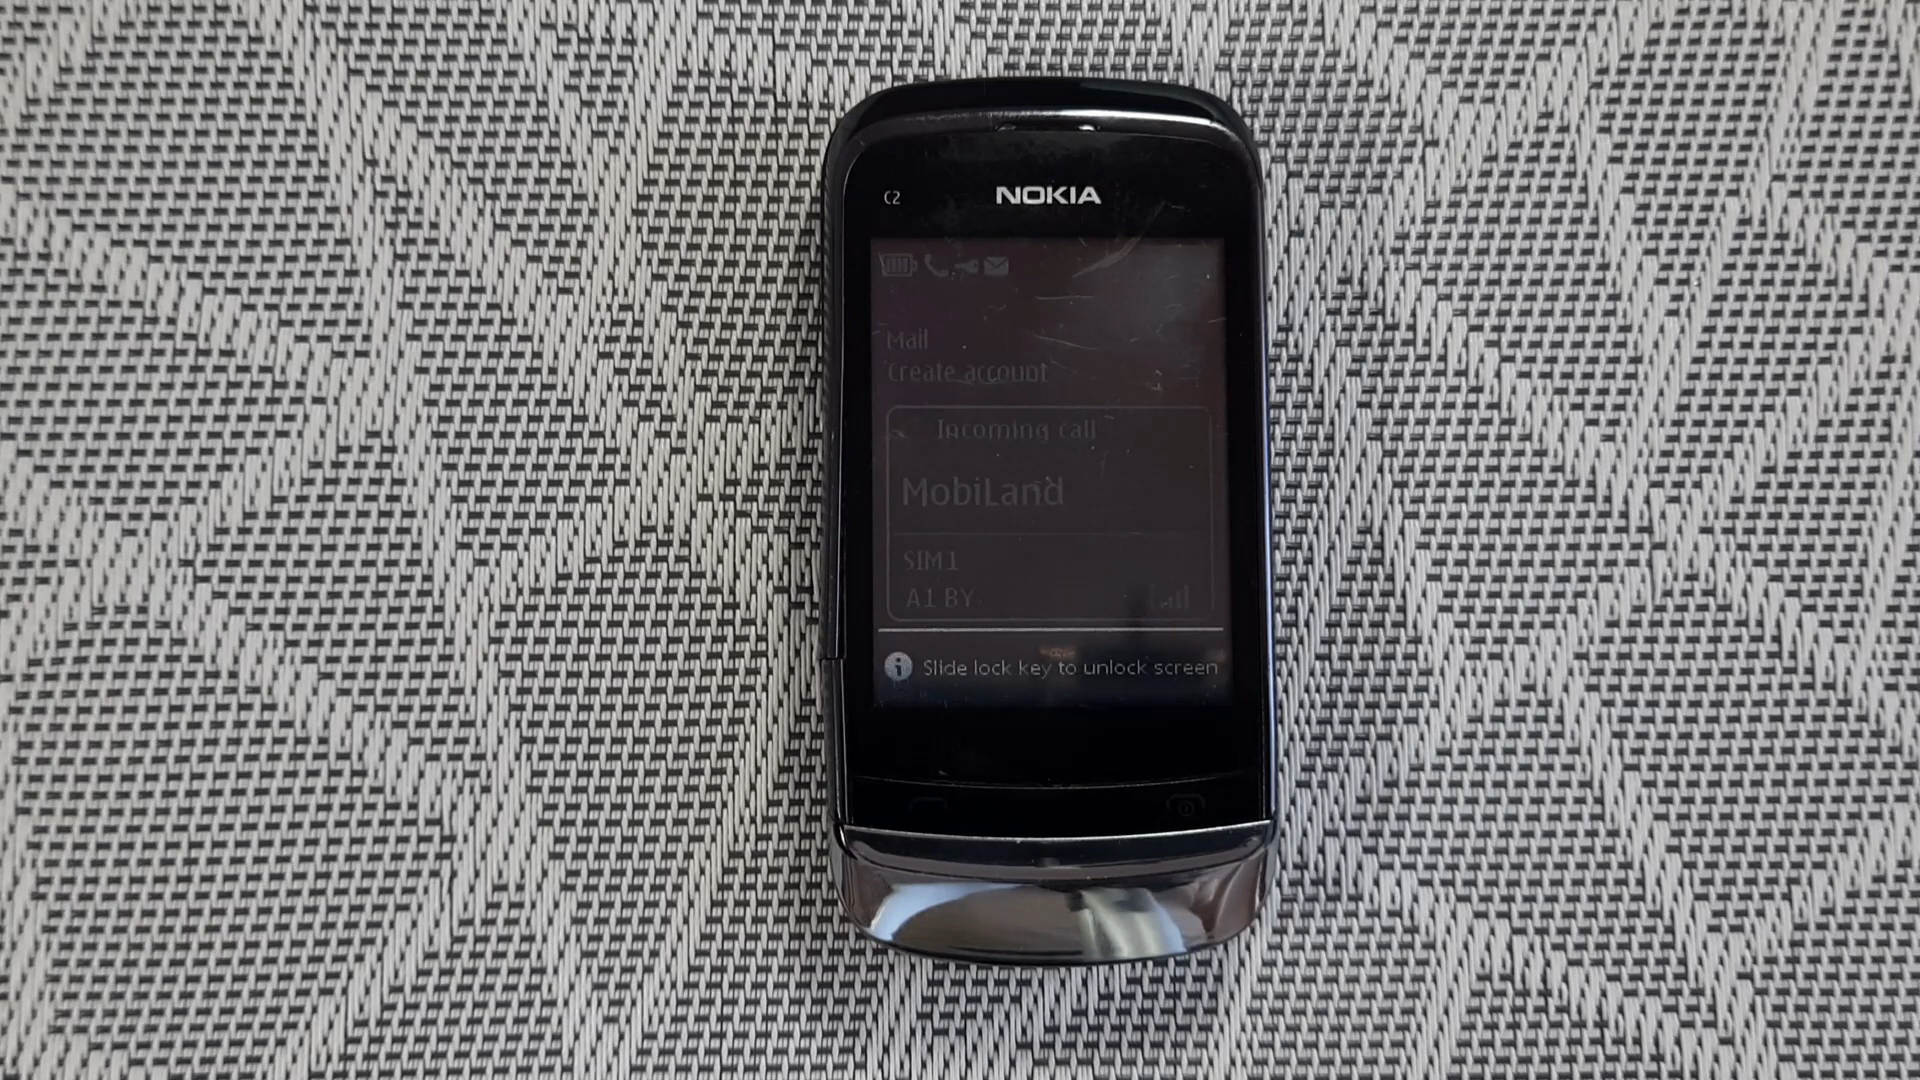 C2
NOKIA
Mail
Create account
Incoming call
MobiLand
SIM1
A1 BY
Slide lock key to unlock screen